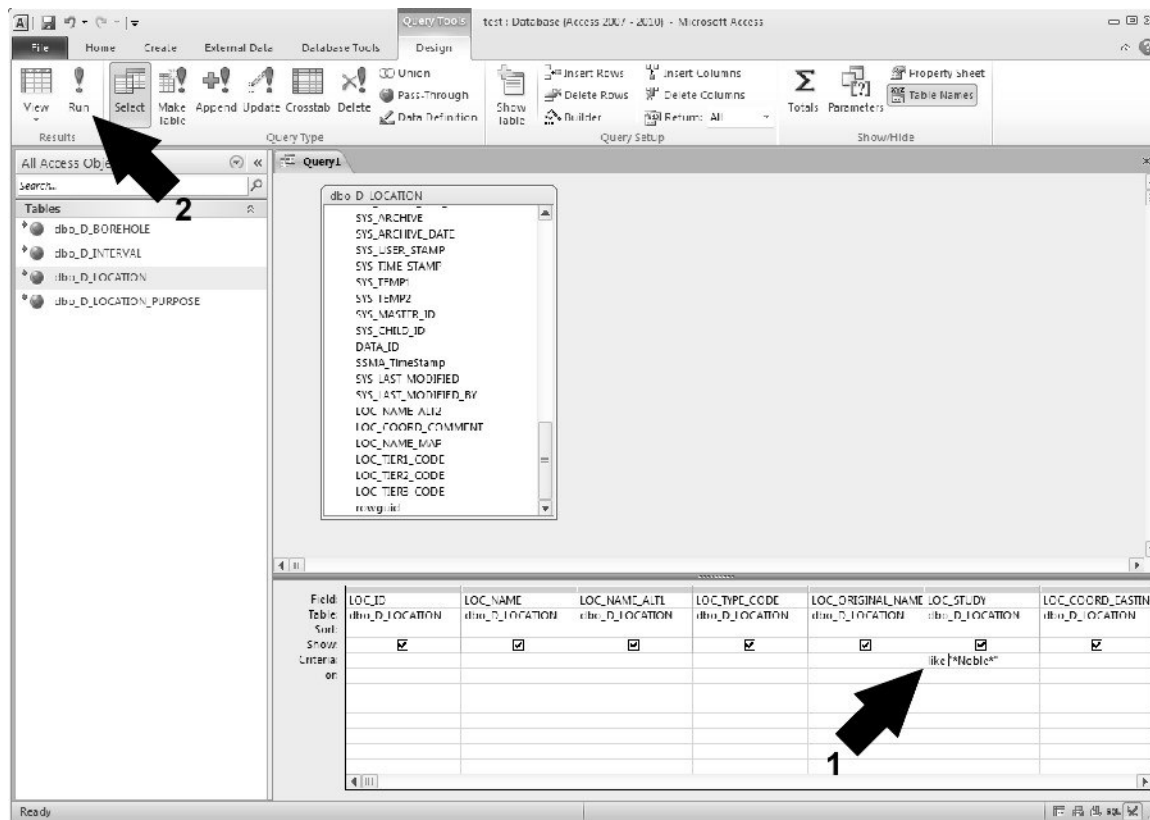 Query Tools test : Database (Access 2007 - 2010) - Microsoft Access
File Home Create External Data Database Tools Design
View Run Select Make Table Append Update Crosstab Delete
Union
Pass-Through
Data Definition
Show Table
Insert Rows
Delete Rows
Builder
Insert Columns
Delete Columns
Return: All
Totals Parameters
Property Sheet
Table Names
Results Query Type Query Setup Show/Hide
All Access Obje
Search...
2
Tables
dbo_D_BOREHOLE
dbo_D_INTERVAL
dbo_D_LOCATION
dbo_D_LOCATION_PURPOSE
Query1
dbo_D_LOCATION
SYS_ARCHIVE
SYS_ARCHIVE_DATE
SYS_USER_STAMP
SYS_TIME_STAMP
SYS_TEMP1
SYS_TEMP2
SYS_MASTER_ID
SYS_CHILD_ID
DATA_ID
SSMA_TimeStamp
SYS_LAST_MODIFIED
SYS_LAST_MODIFIED_BY
LOC_NAME_ALT2
LOC_COORD_COMMENT
LOC_NAME_MAP
LOC_TIER1_CODE
LOC_TIER2_CODE
LOC_TIER3_CODE
rowguid
Field: LOC_ID LOC_NAME LOC_NAME_ALT1 LOC_TYPE_CODE LOC_ORIGINAL_NAME LOC_STUDY LOC_COORD_EASTIN
Table: dbo_D_LOCATION dbo_D_LOCATION dbo_D_LOCATION dbo_D_LOCATION dbo_D_LOCATION dbo_D_LOCATION dbo_D_LOCATION
Sort:
Show:
Criteria: like "*Noble*"
or:
1
Ready
SQL